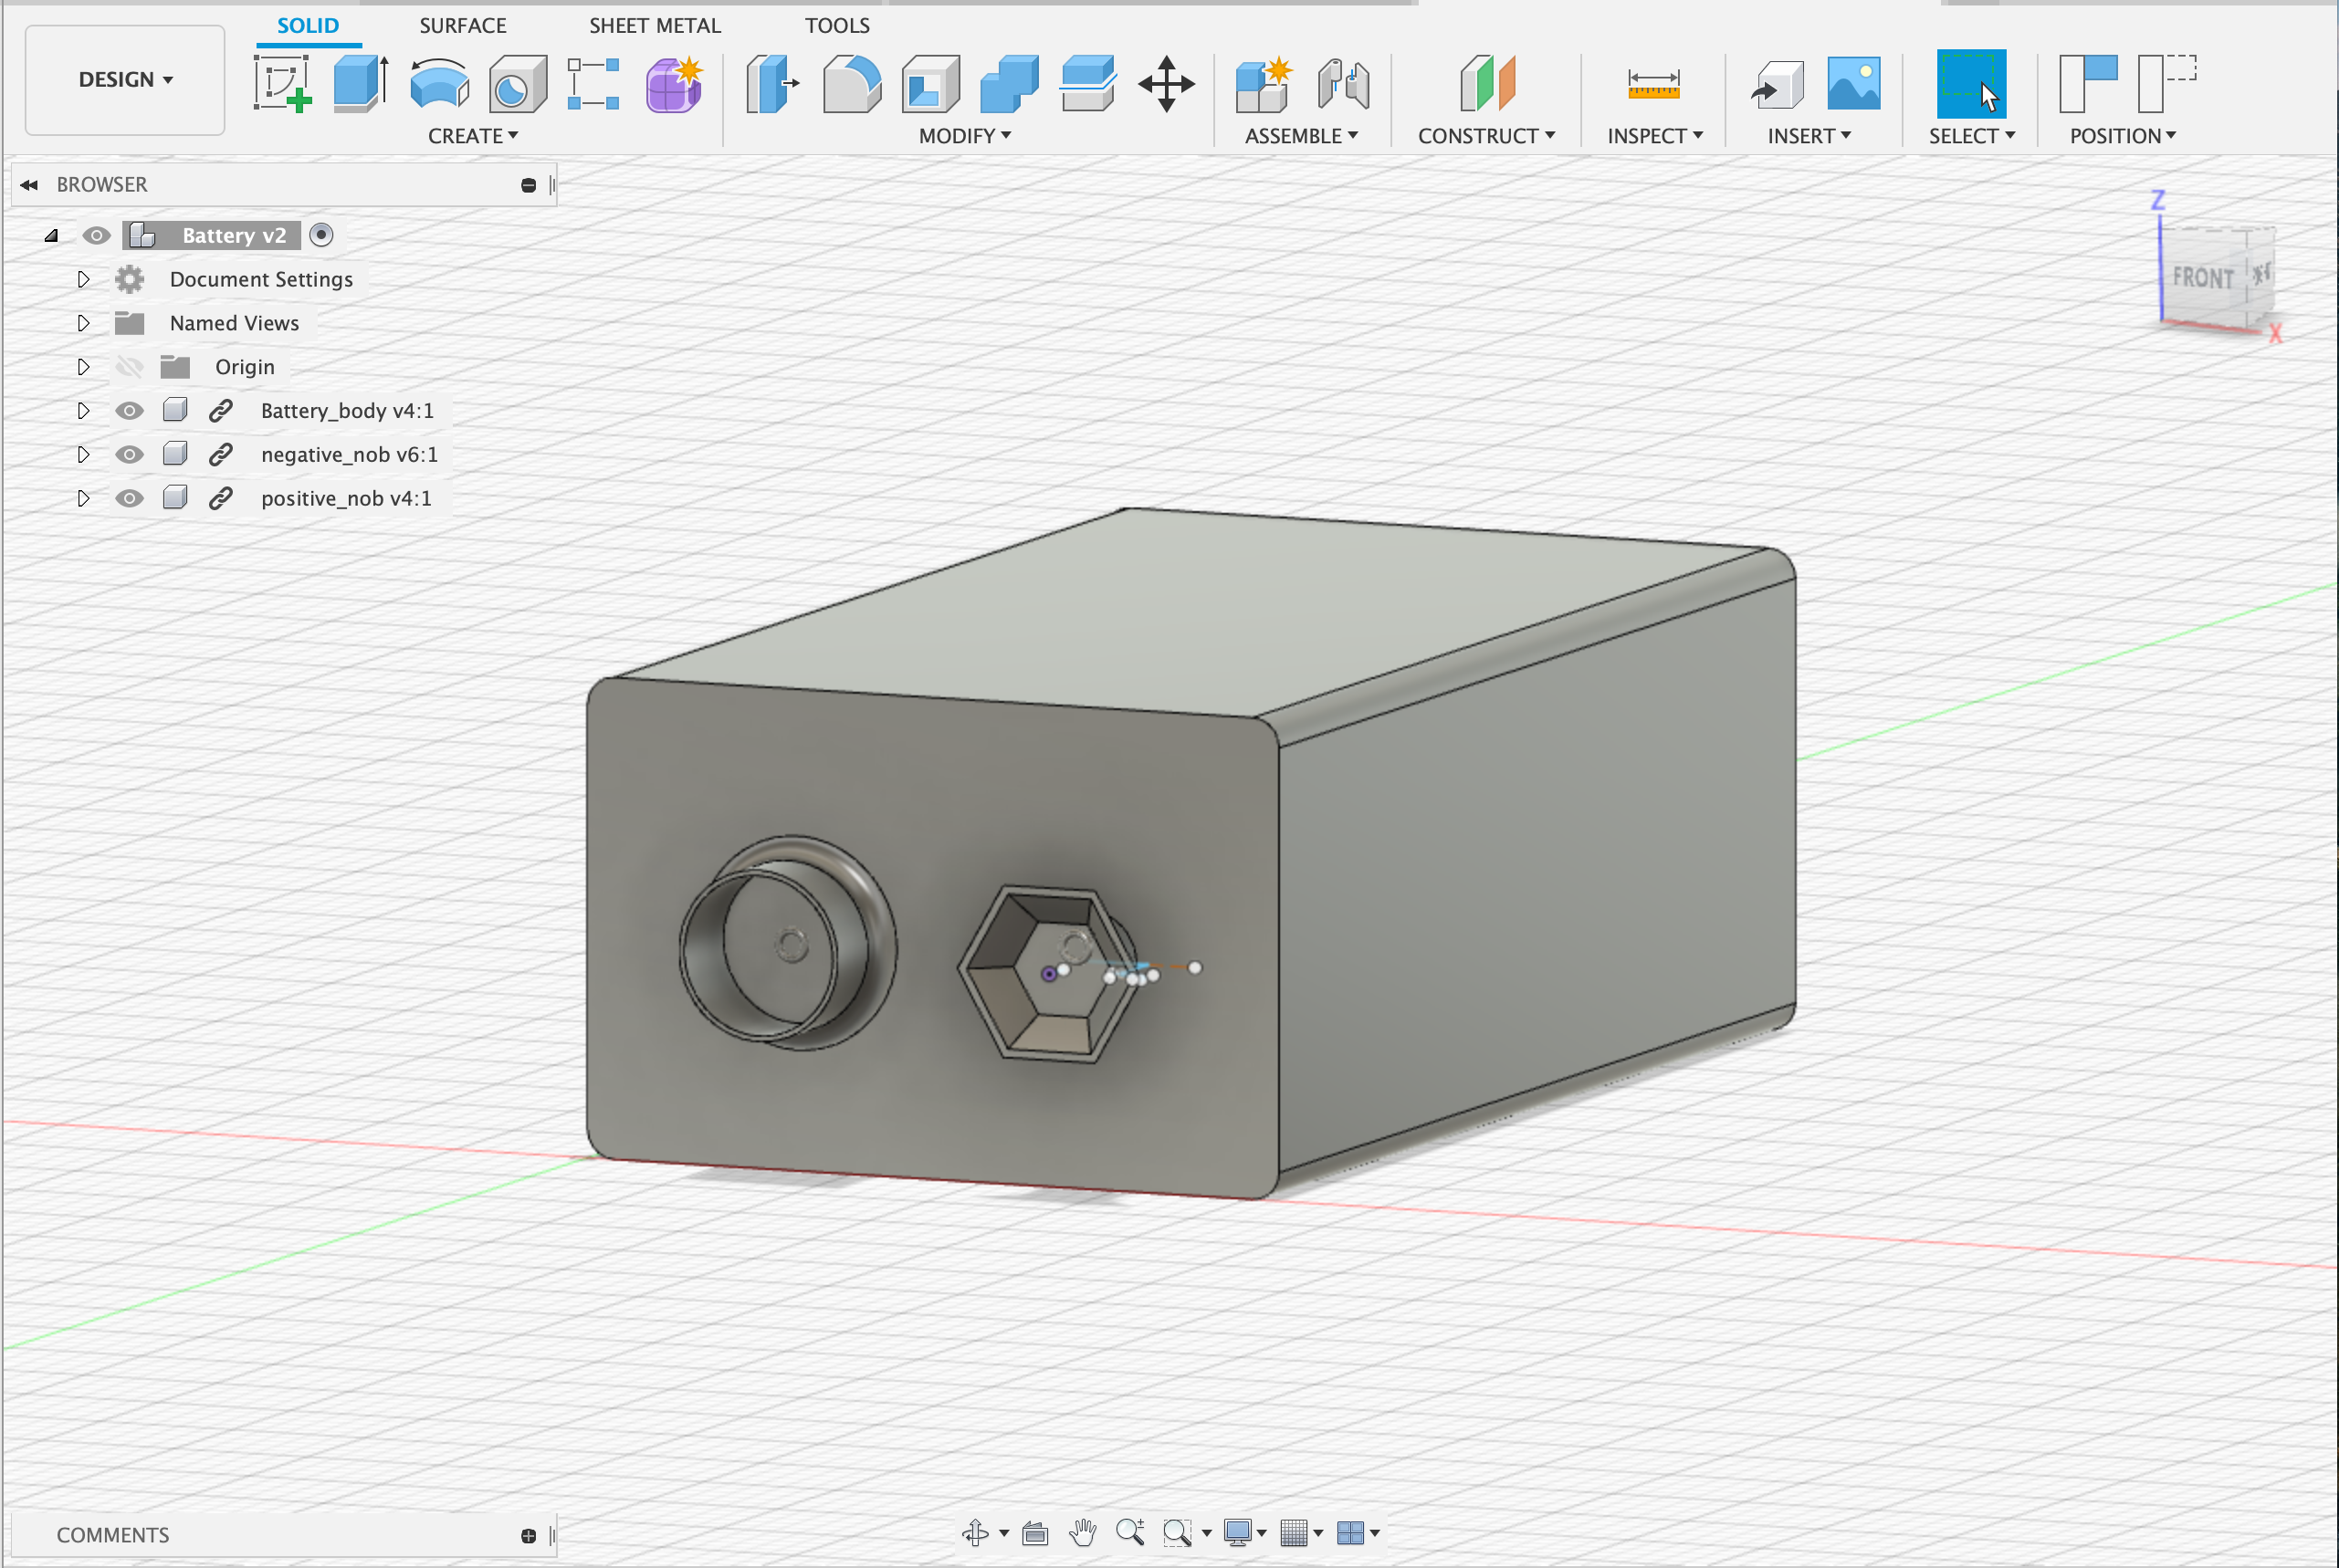 SOLID SURFACE SHEET METAL TOOLS
DESIGN
CREATE MODIFY ASSEMBLE CONSTRUCT INSPECT INSERT SELECT POSITION
BROWSER
Battery v2
Document Settings
Named Views
Origin
Battery_body v4:1
negative_nob v6:1
positive_nob v4:1
Z
FRONT
X
COMMENTS